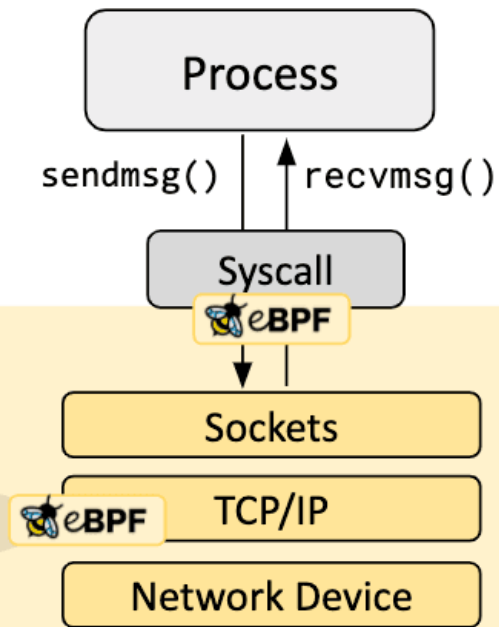 Process
sendmsg() recvmsg()
Syscall
eBPF
Sockets
eBPF TCP/IP
Network Device